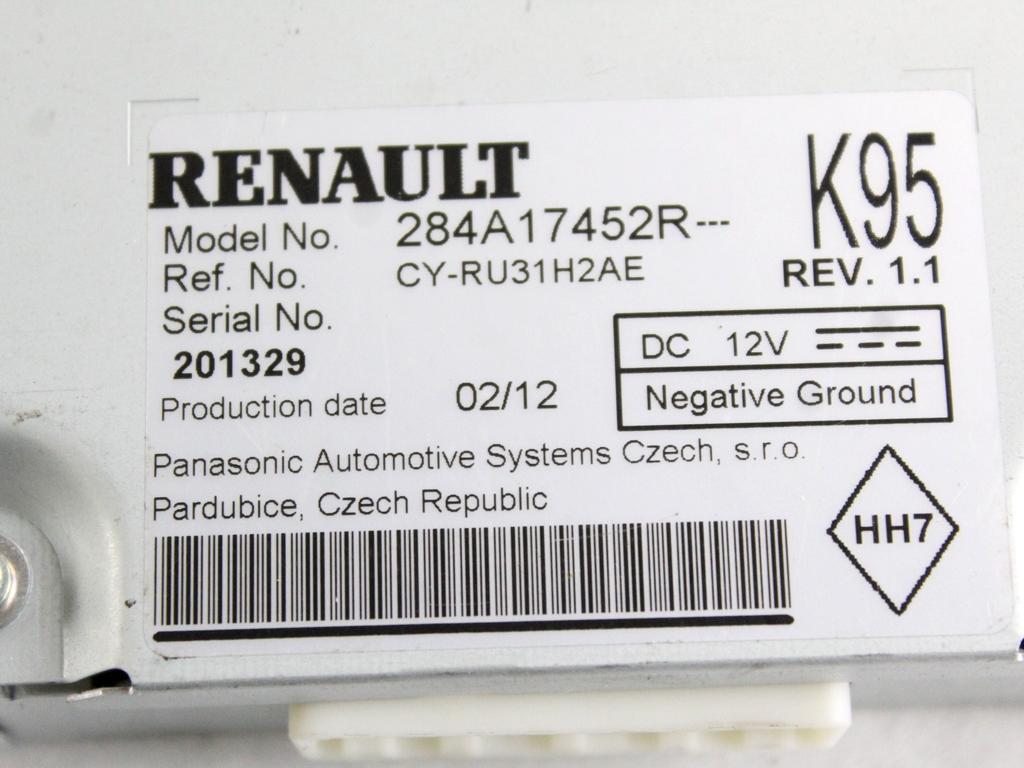 RENAULT
K95
Model No. 284A17452R---
Ref. No. CY-RU31H2AE
REV. 1.1
Serial No.
201329
DC 12V
Production date 02/12
Negative Ground
Panasonic Automotive Systems Czech, s.r.o.
Pardubice, Czech Republic
HH7